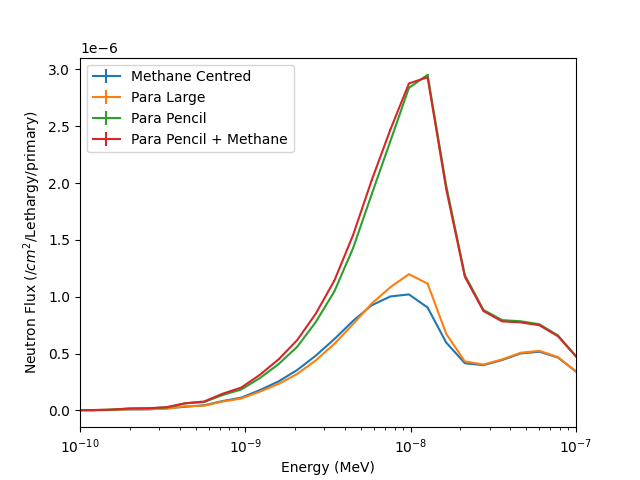 1e−6
Methane Centred
Para Large
Para Pencil
Para Pencil + Methane
3.0
2.5
2.0
1.5
1.0
0.5
0.0
Neutron Flux (/cm²/Lethargy/primary)
10⁻¹⁰
10⁻⁹
10⁻⁸
10⁻⁷
Energy (MeV)